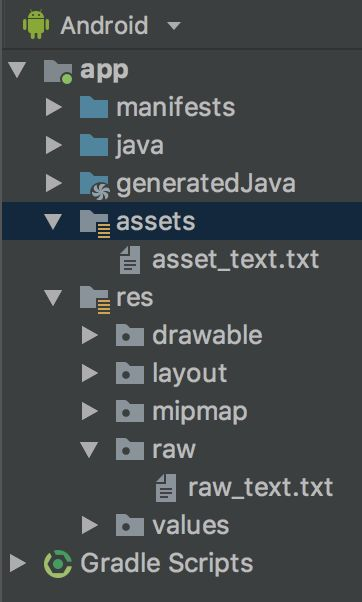 Android
app
manifests
java
generatedJava
assets
asset_text.txt
res
drawable
layout
mipmap
raw
raw_text.txt
values
Gradle Scripts